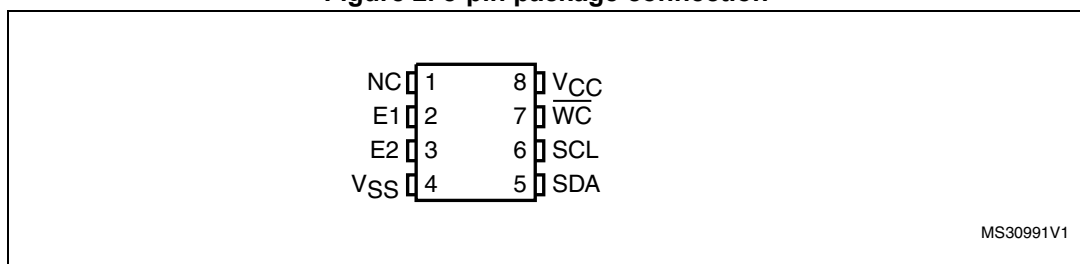 Figure 2. 8-pin package connection
NC 1 8 VCC
E1 2 7 W̅C̅
E2 3 6 SCL
VSS 4 5 SDA
MS30991V1